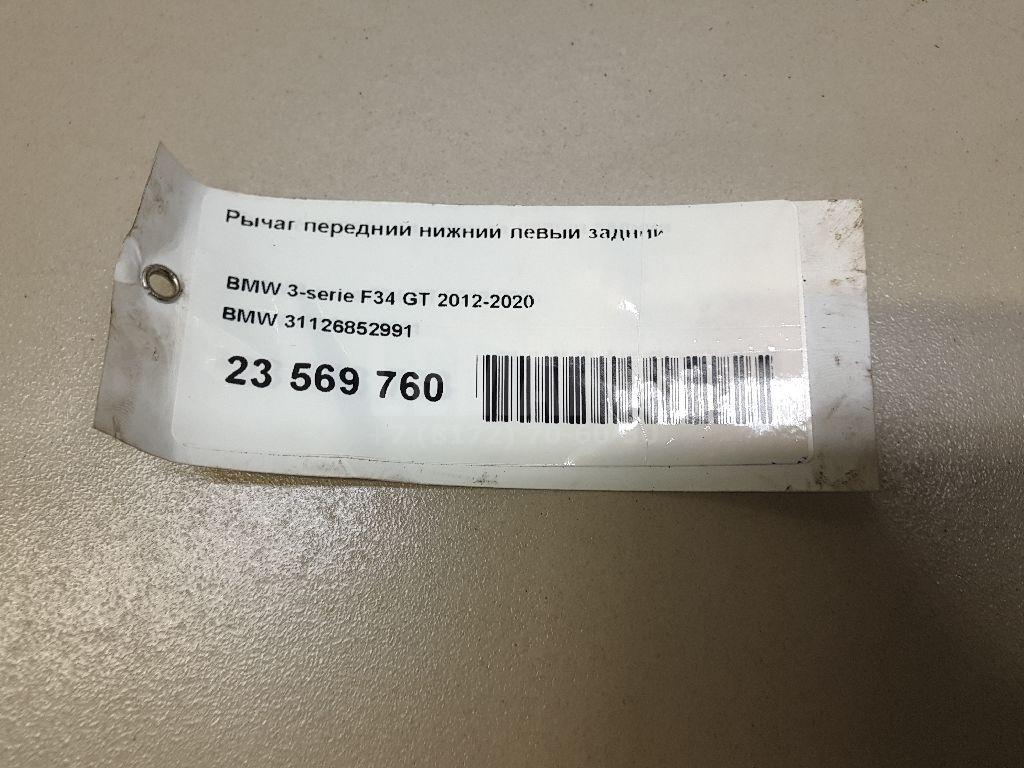 Рычаг передний нижний левый задний
BMW 3-serie F34 GT 2012-2020
BMW 31126852991
23 569 760